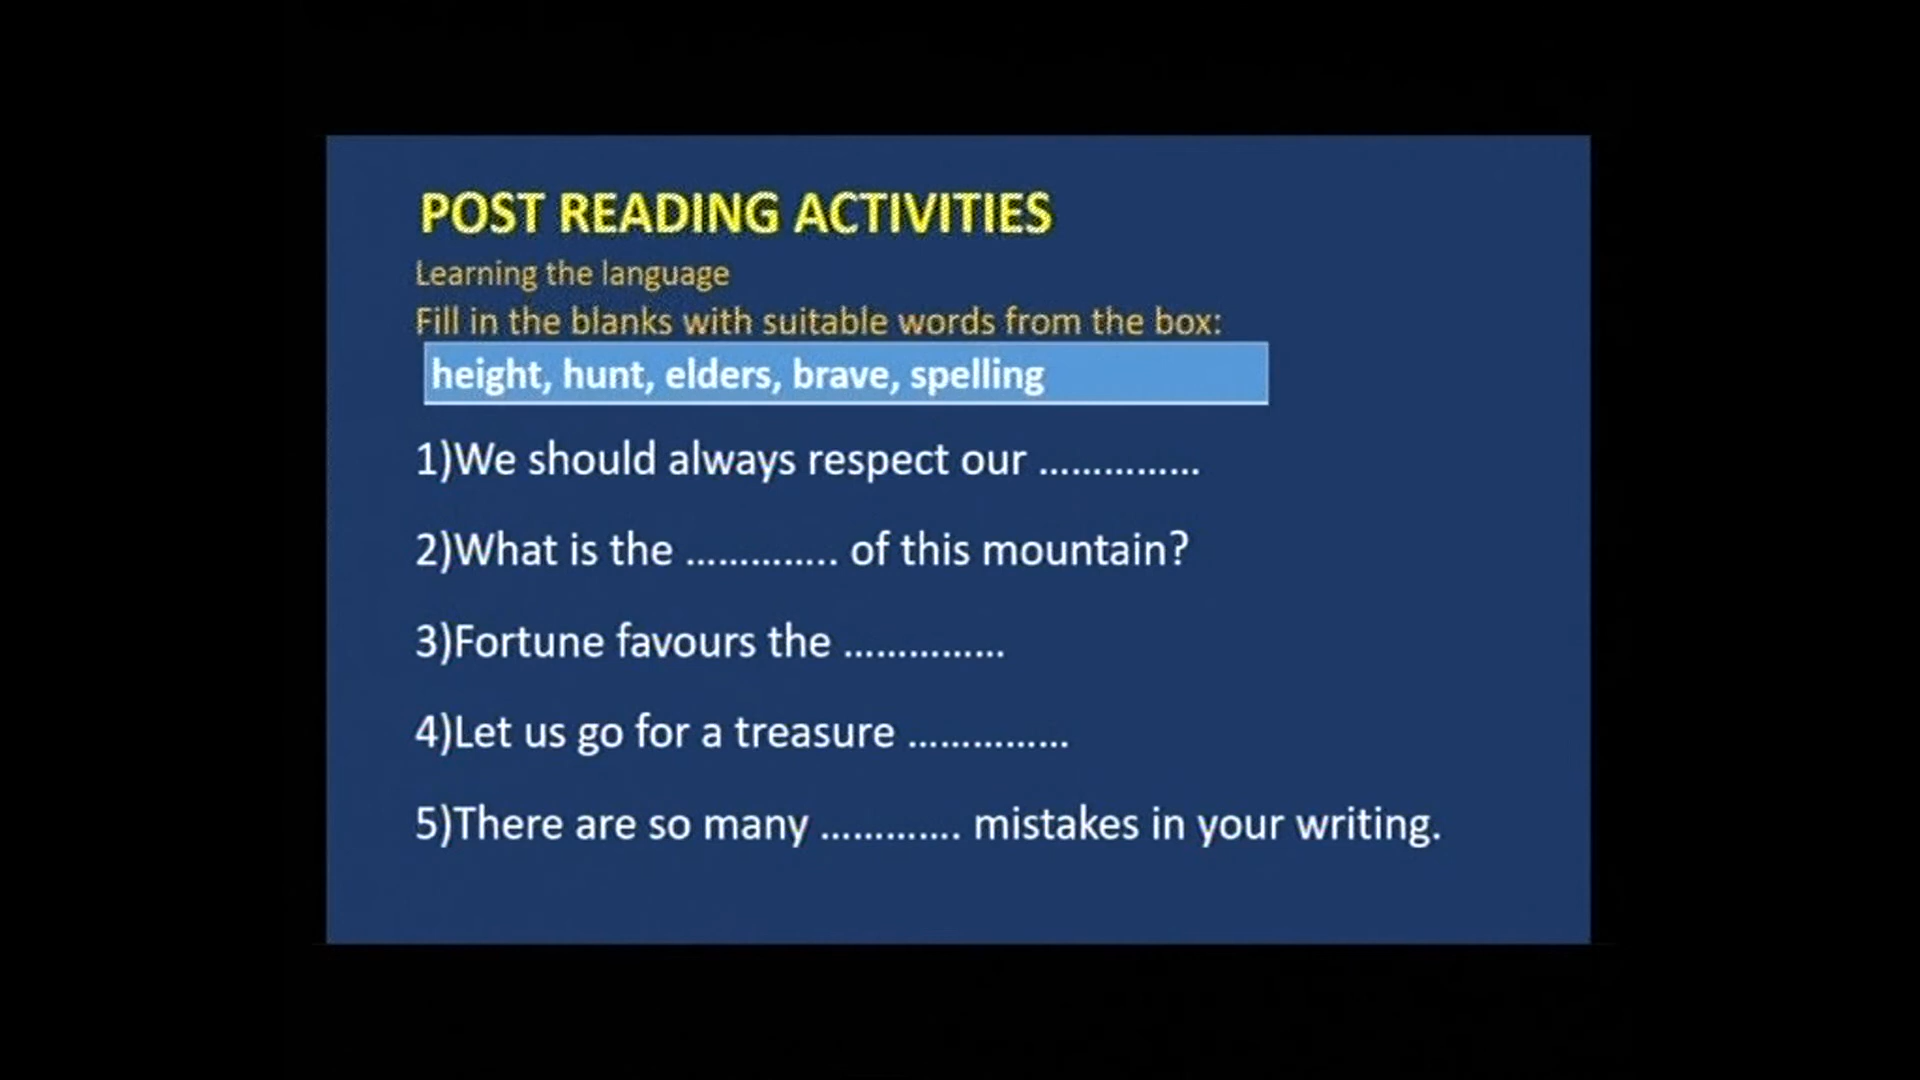 POST READING ACTIVITIES
Learning the language
Fill in the blanks with suitable words from the box:
height, hunt, elders, brave, spelling
1)We should always respect our ...............
2)What is the .............. of this mountain?
3)Fortune favours the ...............
4)Let us go for a treasure ...............
5)There are so many ............. mistakes in your writing.